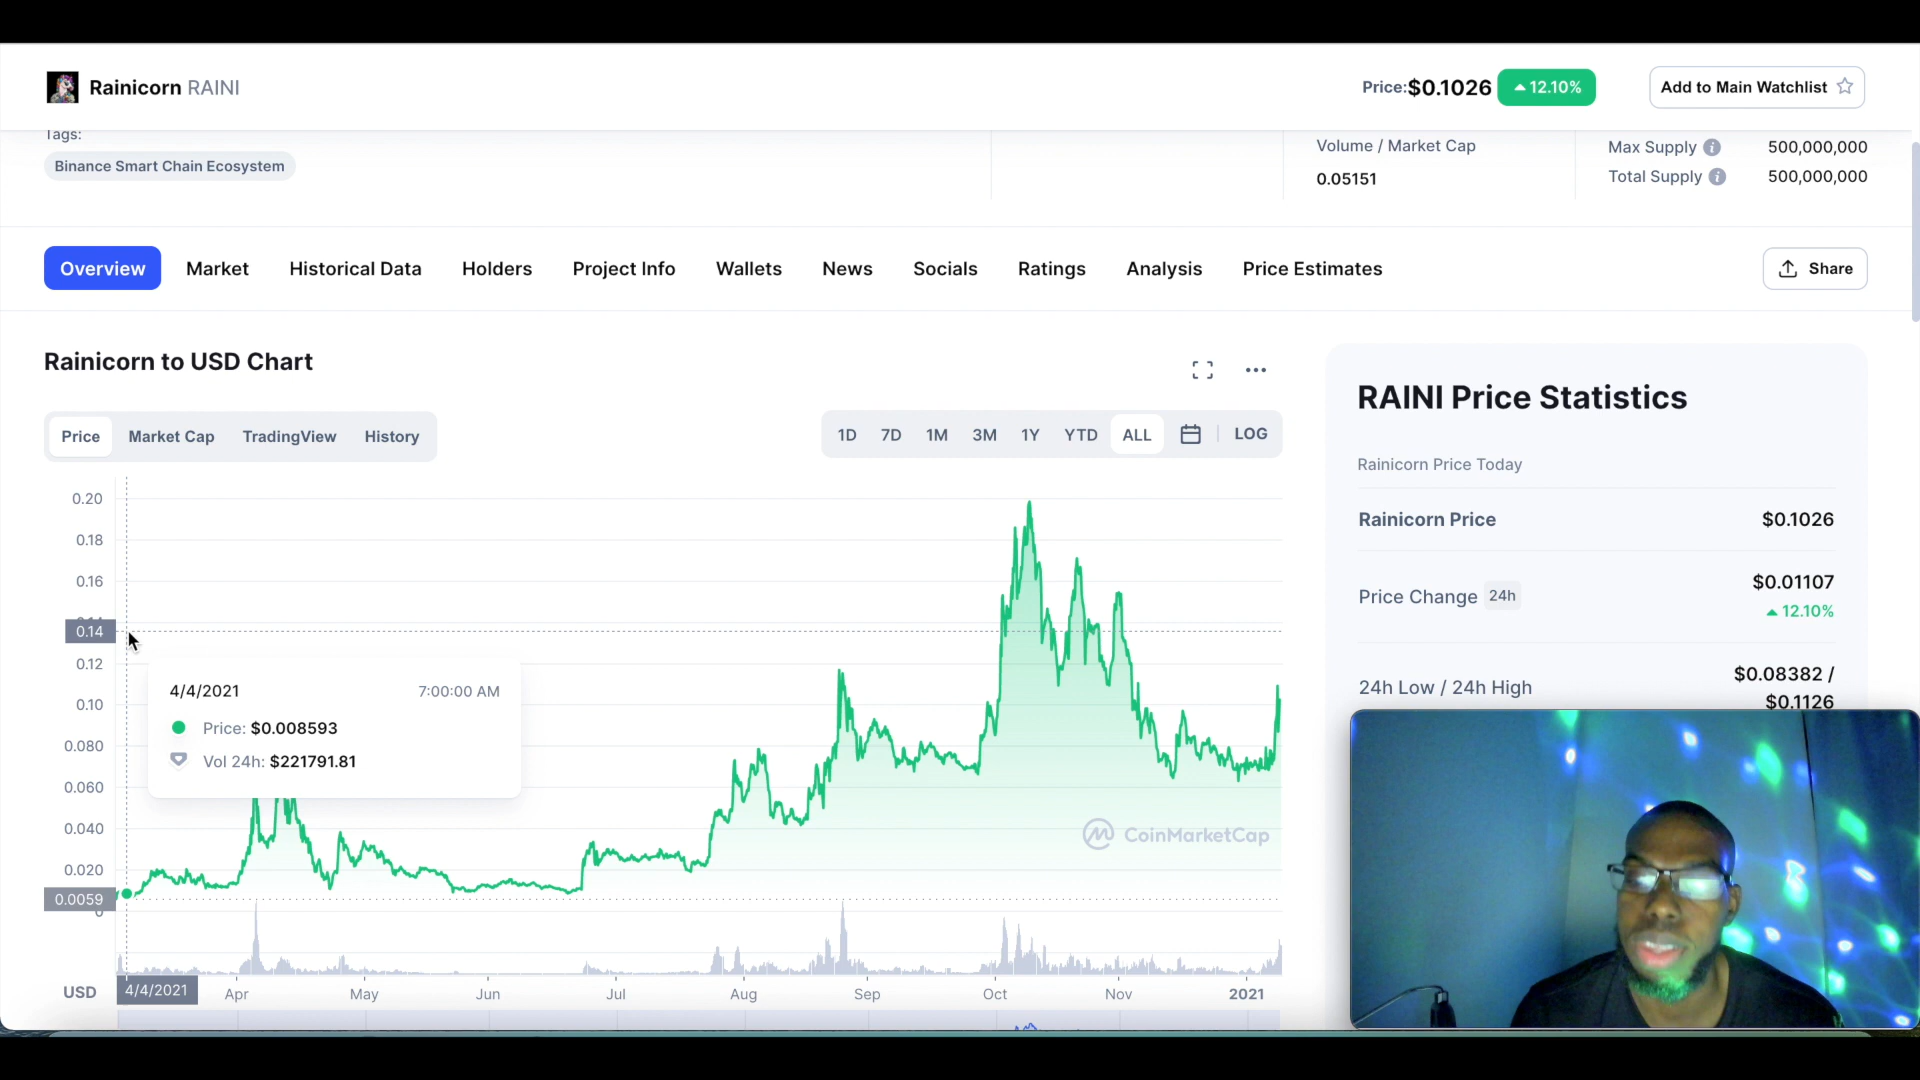 Rainicorn RAINI
Price:$0.1026 12.10%
Add to Main Watchlist
Tags:
Binance Smart Chain Ecosystem
Volume / Market Cap
0.05151
Max Supply 500,000,000
Total Supply 500,000,000
Overview Market Historical Data Holders Project Info Wallets News Socials Ratings Analysis Price Estimates
Share
Rainicorn to USD Chart
Price Market Cap TradingView History
1D 7D 1M 3M 1Y YTD ALL LOG
0.20
0.18
0.16
0.14
0.12
0.10
0.080
0.060
0.040
0.020
0.0059
0
4/4/2021 7:00:00 AM
Price: $0.008593
Vol 24h: $221791.81
CoinMarketCap
USD 4/4/2021 Apr May Jun Jul Aug Sep Oct Nov 2021
RAINI Price Statistics
Rainicorn Price Today
Rainicorn Price $0.1026
Price Change 24h $0.01107
12.10%
24h Low / 24h High $0.08382 /
$0.1126